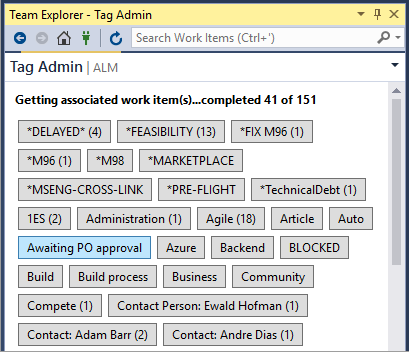 Team Explorer - Tag Admin
Search Work Items (Ctrl+')
Tag Admin | ALM
Getting associated work item(s)...completed 41 of 151
*DELAYED* (4) *FEASIBILITY (13) *FIX M96 (1)
*M96 (1) *M98 *MARKETPLACE
*MSENG-CROSS-LINK *PRE-FLIGHT *TechnicalDebt (1)
1ES (2) Administration (1) Agile (18) Article Auto
Awaiting PO approval Azure Backend BLOCKED
Build Build process Business Community
Compete (1) Contact Person: Ewald Hofman (1)
Contact: Adam Barr (2) Contact: Andre Dias (1)